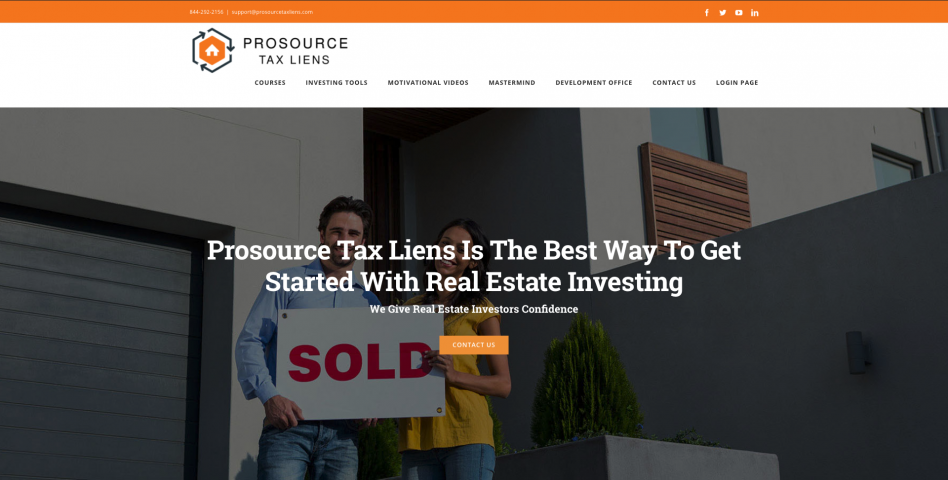 844-292-2156 | support@prosourcetaxliens.com
PROSOURCE
TAX LIENS
COURSES INVESTING TOOLS MOTIVATIONAL VIDEOS MASTERMIND DEVELOPMENT OFFICE CONTACT US LOGIN PAGE
Prosource Tax Liens Is The Best Way To Get
Started With Real Estate Investing
We Give Real Estate Investors Confidence
CONTACT US
SOLD